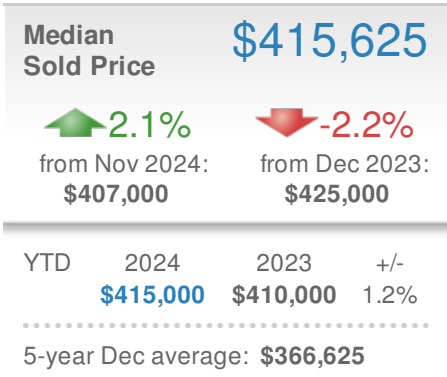 Median
Sold Price
$415,625
2.1% -2.2%
from Nov 2024: from Dec 2023:
$407,000 $425,000
YTD 2024 2023 +/-
$415,000 $410,000 1.2%
5-year Dec average: $366,625